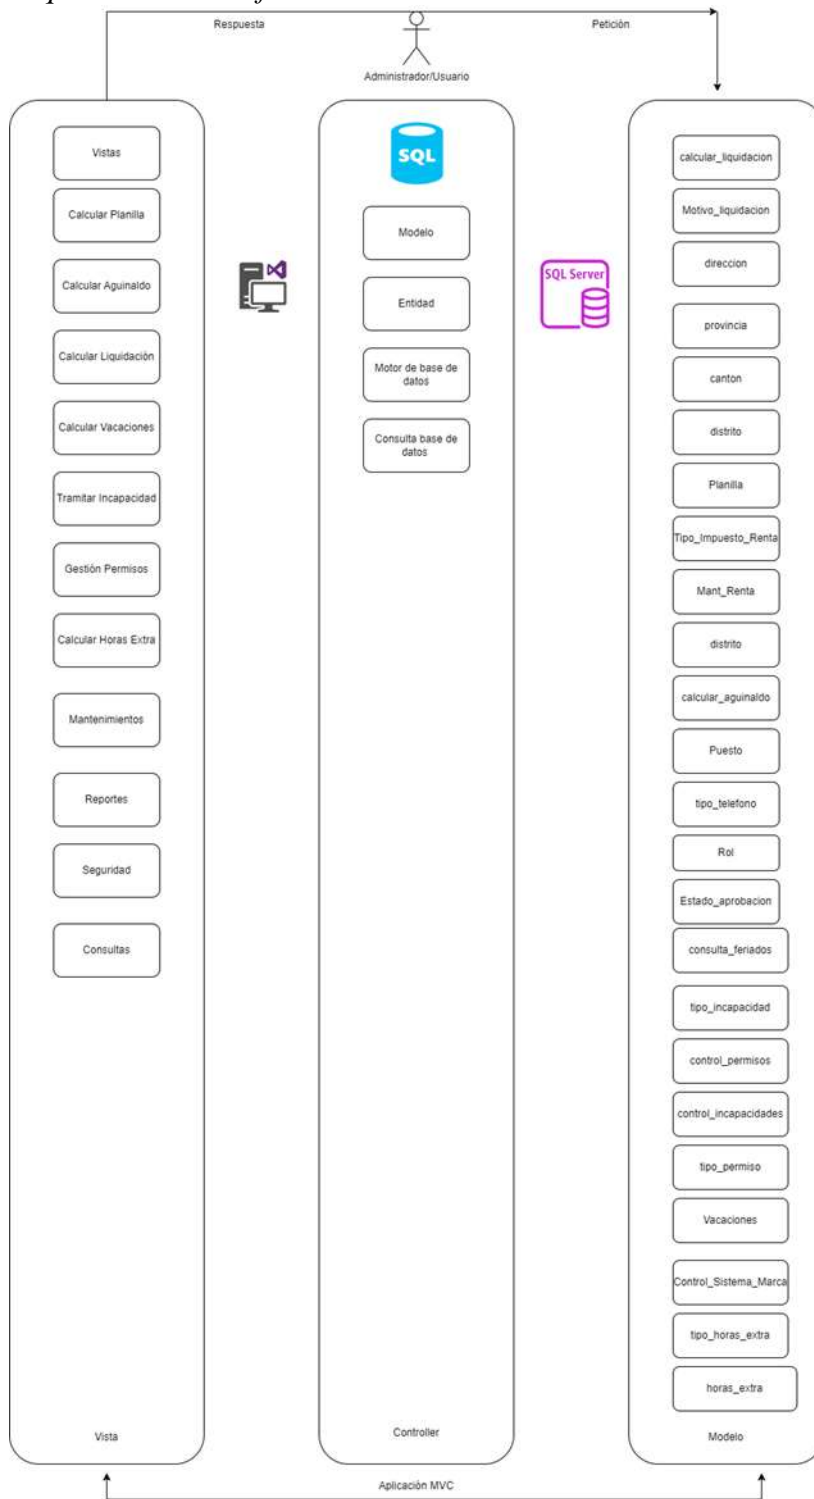 Respuesta
Petición
Administrador/Usuario
Vistas
Calcular Planilla
Calcular Aguinaldo
Calcular Liquidación
Calcular Vacaciones
Tramitar Incapacidad
Gestión Permisos
Calcular Horas Extra
Mantenimientos
Reportes
Seguridad
Consultas
Vista
SQL
Modelo
Entidad
Motor de base de
datos
Consulta base de
datos
Controller
SQL Server
calcular_liquidacion
Motivo_liquidacion
direccion
provincia
canton
distrito
Planilla
Tipo_Impuesto_Renta
Mant_Renta
distrito
calcular_aguinaldo
Puesto
tipo_telefono
Rol
Estado_aprobacion
consulta_feriados
tipo_incapacidad
control_permisos
control_incapacidades
tipo_permiso
Vacaciones
Control_Sistema_Marca
tipo_horas_extra
horas_extra
Modelo
Aplicación MVC